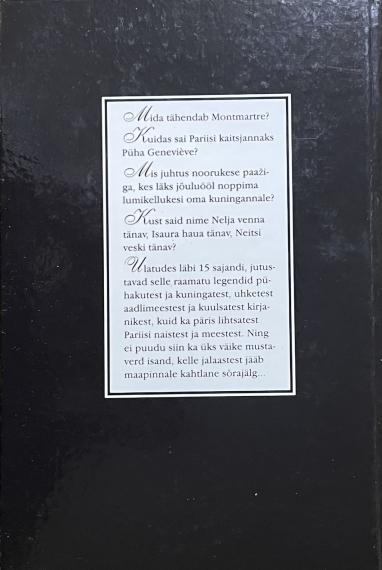 Mida tähendab Montmartre?
Kuidas sai Pariisi kaitsjannaks
Püha Geneviève?
Mis juhtus noorukese paaži-
ga, kes läks jõuluööl noppima
lumikellukesi oma kuningannale?
Kust said nime Nelja venna
tänav, Isaura haua tänav, Neitsi
veski tänav?
Ulatudes läbi 15 sajandi, jutus-
tavad selle raamatu legendid pü-
hakutest ja kuningatest, uhketest
aadlimeestest ja kuulsatest kirja-
nikest, kuid ka päris lihtsatest
Pariisi naistest ja meestest. Ning
ei puudu siin ka üks väike musta-
verd isand, kelle jalaastest jääb
maapinnale kahtlane sõrajälg...